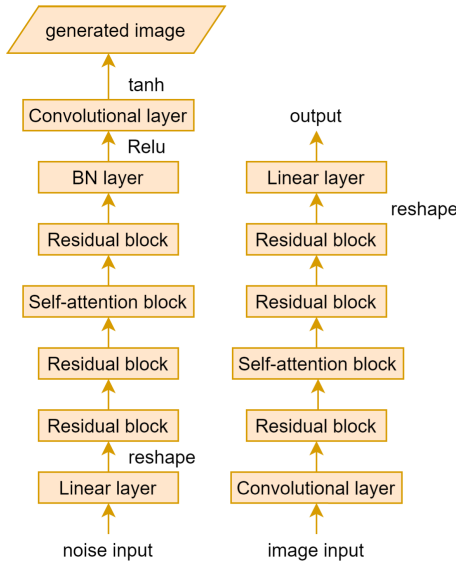 generated image
tanh
Convolutional layer
Relu
BN layer
Residual block
Self-attention block
Residual block
Residual block
reshape
Linear layer
noise input
output
Linear layer
reshape
Residual block
Residual block
Self-attention block
Residual block
Convolutional layer
image input